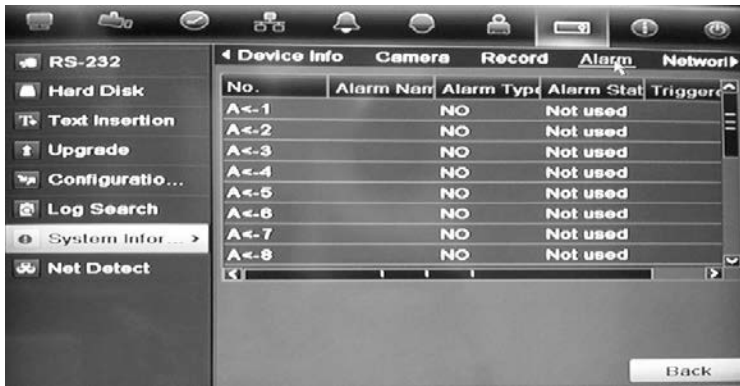 ◄ Device Info Camera Record Alarm Networl►
RS-232
Hard Disk
Text Insertion
Upgrade
Configuratio...
Log Search
System Infor... >
Net Detect
No. Alarm Nam Alarm Type Alarm Stat Triggere
A<-1 NO Not used
A<-2 NO Not used
A<-3 NO Not used
A<-4 NO Not used
A<-5 NO Not used
A<-6 NO Not used
A<-7 NO Not used
A<-8 NO Not used
Back